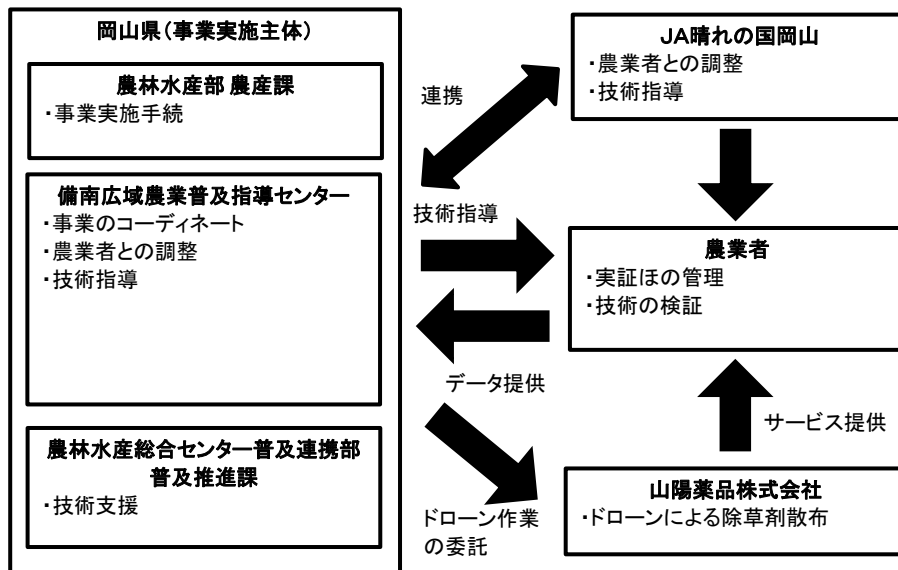 岡山県（事業実施主体）
農林水産部 農産課
・事業実施手続
備南広域農業普及指導センター
・事業のコーディネート
・農業者との調整
・技術指導
農林水産総合センター普及連携部
普及推進課
・技術支援
連携
技術指導
データ提供
ドローン作業
の委託
JA晴れの国岡山
・農業者との調整
・技術指導
農業者
・実証ほの管理
・技術の検証
サービス提供
山陽薬品株式会社
・ドローンによる除草剤散布